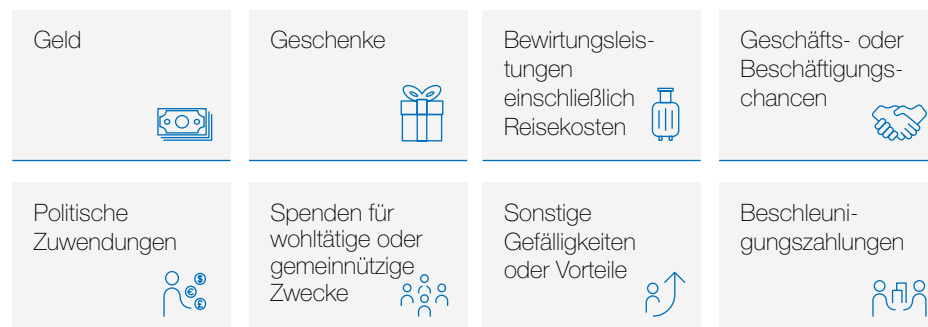 Geld
Geschenke
Bewirtungsleis-
tungen
einschließlich
Reisekosten
Geschäfts- oder
Beschäftigungs-
chancen
Politische
Zuwendungen
Spenden für
wohltätige oder
gemeinnützige
Zwecke
Sonstige
Gefälligkeiten
oder Vorteile
Beschleuni-
gungszahlungen
$
€
£